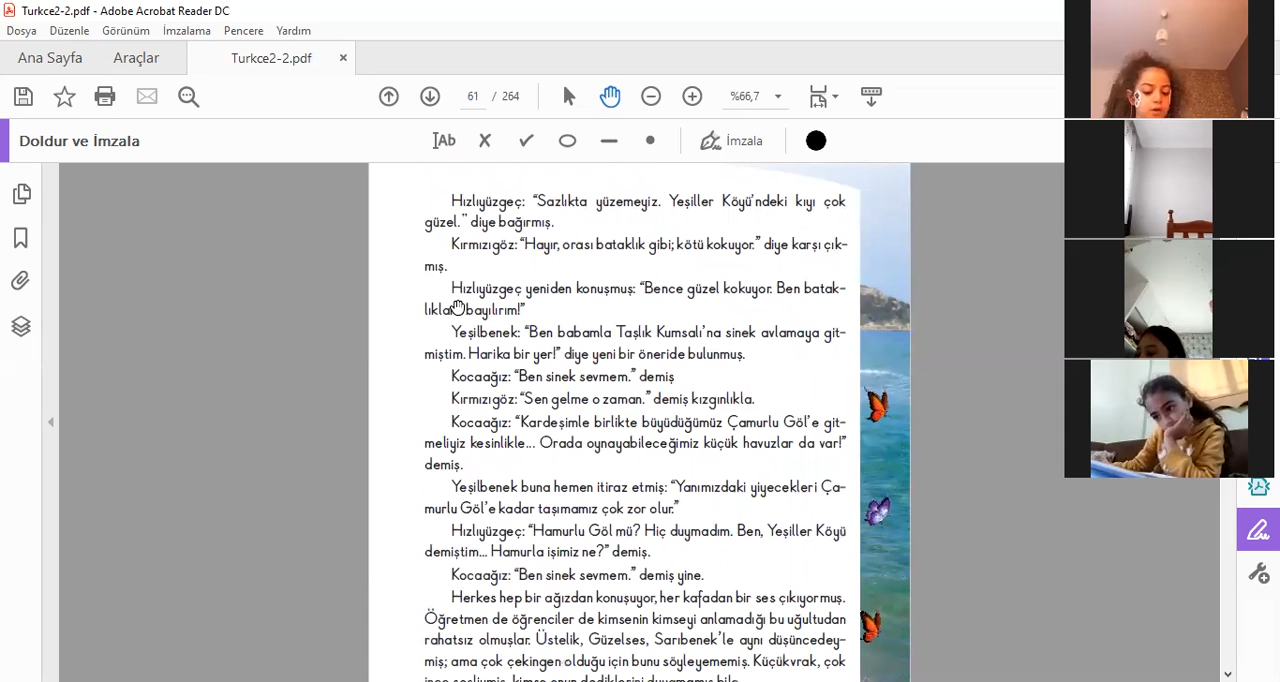 Turkce2-2.pdf - Adobe Acrobat Reader DC
Dosya Düzenle Görünüm İmzalama Pencere Yardım
Ana Sayfa Araçlar Turkce2-2.pdf
61 / 264 %66,7
Doldur ve İmzala İmzala
Hızlıyüzgeç: “Sazlıkta yüzemeyiz. Yeşiller Köyü’ndeki kıyı çok
güzel.” diye bağırmış.
Kırmızıgöz: “Hayır, orası bataklık gibi; kötü kokuyor.” diye karşı çık-
mış.
Hızlıyüzgeç yeniden konuşmuş: “Bence güzel kokuyor. Ben batak-
bayılırım!”
Yeşilbenek: “Ben babamla Taşlık Kumsalı’na sinek avlamaya git-
miştim. Harika bir yer!” diye yeni bir öneride bulunmuş.
Kocaağız: “Ben sinek sevmem.” demiş
Kırmızıgöz: “Sen gelme o zaman.” demiş kızgınlıkla.
Kocaağız: “Kardeşimle birlikte büyüdüğümüz Çamurlu Göl’e git-
meliyiz kesinlikle... Orada oynayabileceğimiz küçük havuzlar da var!”
demiş.
Yeşilbenek buna hemen itiraz etmiş: “Yanımızdaki yiyecekleri Ça-
murlu Göl’e kadar taşımamız çok zor olur.”
Hızlıyüzgeç: “Hamurlu Göl mü? Hiç duymadım. Ben, Yeşiller Köyü
demiştim... Hamurla işimiz ne?” demiş.
Kocaağız: “Ben sinek sevmem.” demiş yine.
Herkes hep bir ağızdan konuşuyor, her kafadan bir ses çıkıyormuş.
Öğretmen de öğrenciler de kimsenin kimseyi anlamadığı bu uğultudan
rahatsız olmuşlar. Üstelik, Güzelses, Sarıbenek’le aynı düşüncedey-
miş; ama çok çekingen olduğu için bunu söyleyememiş. Küçükvrak, çok